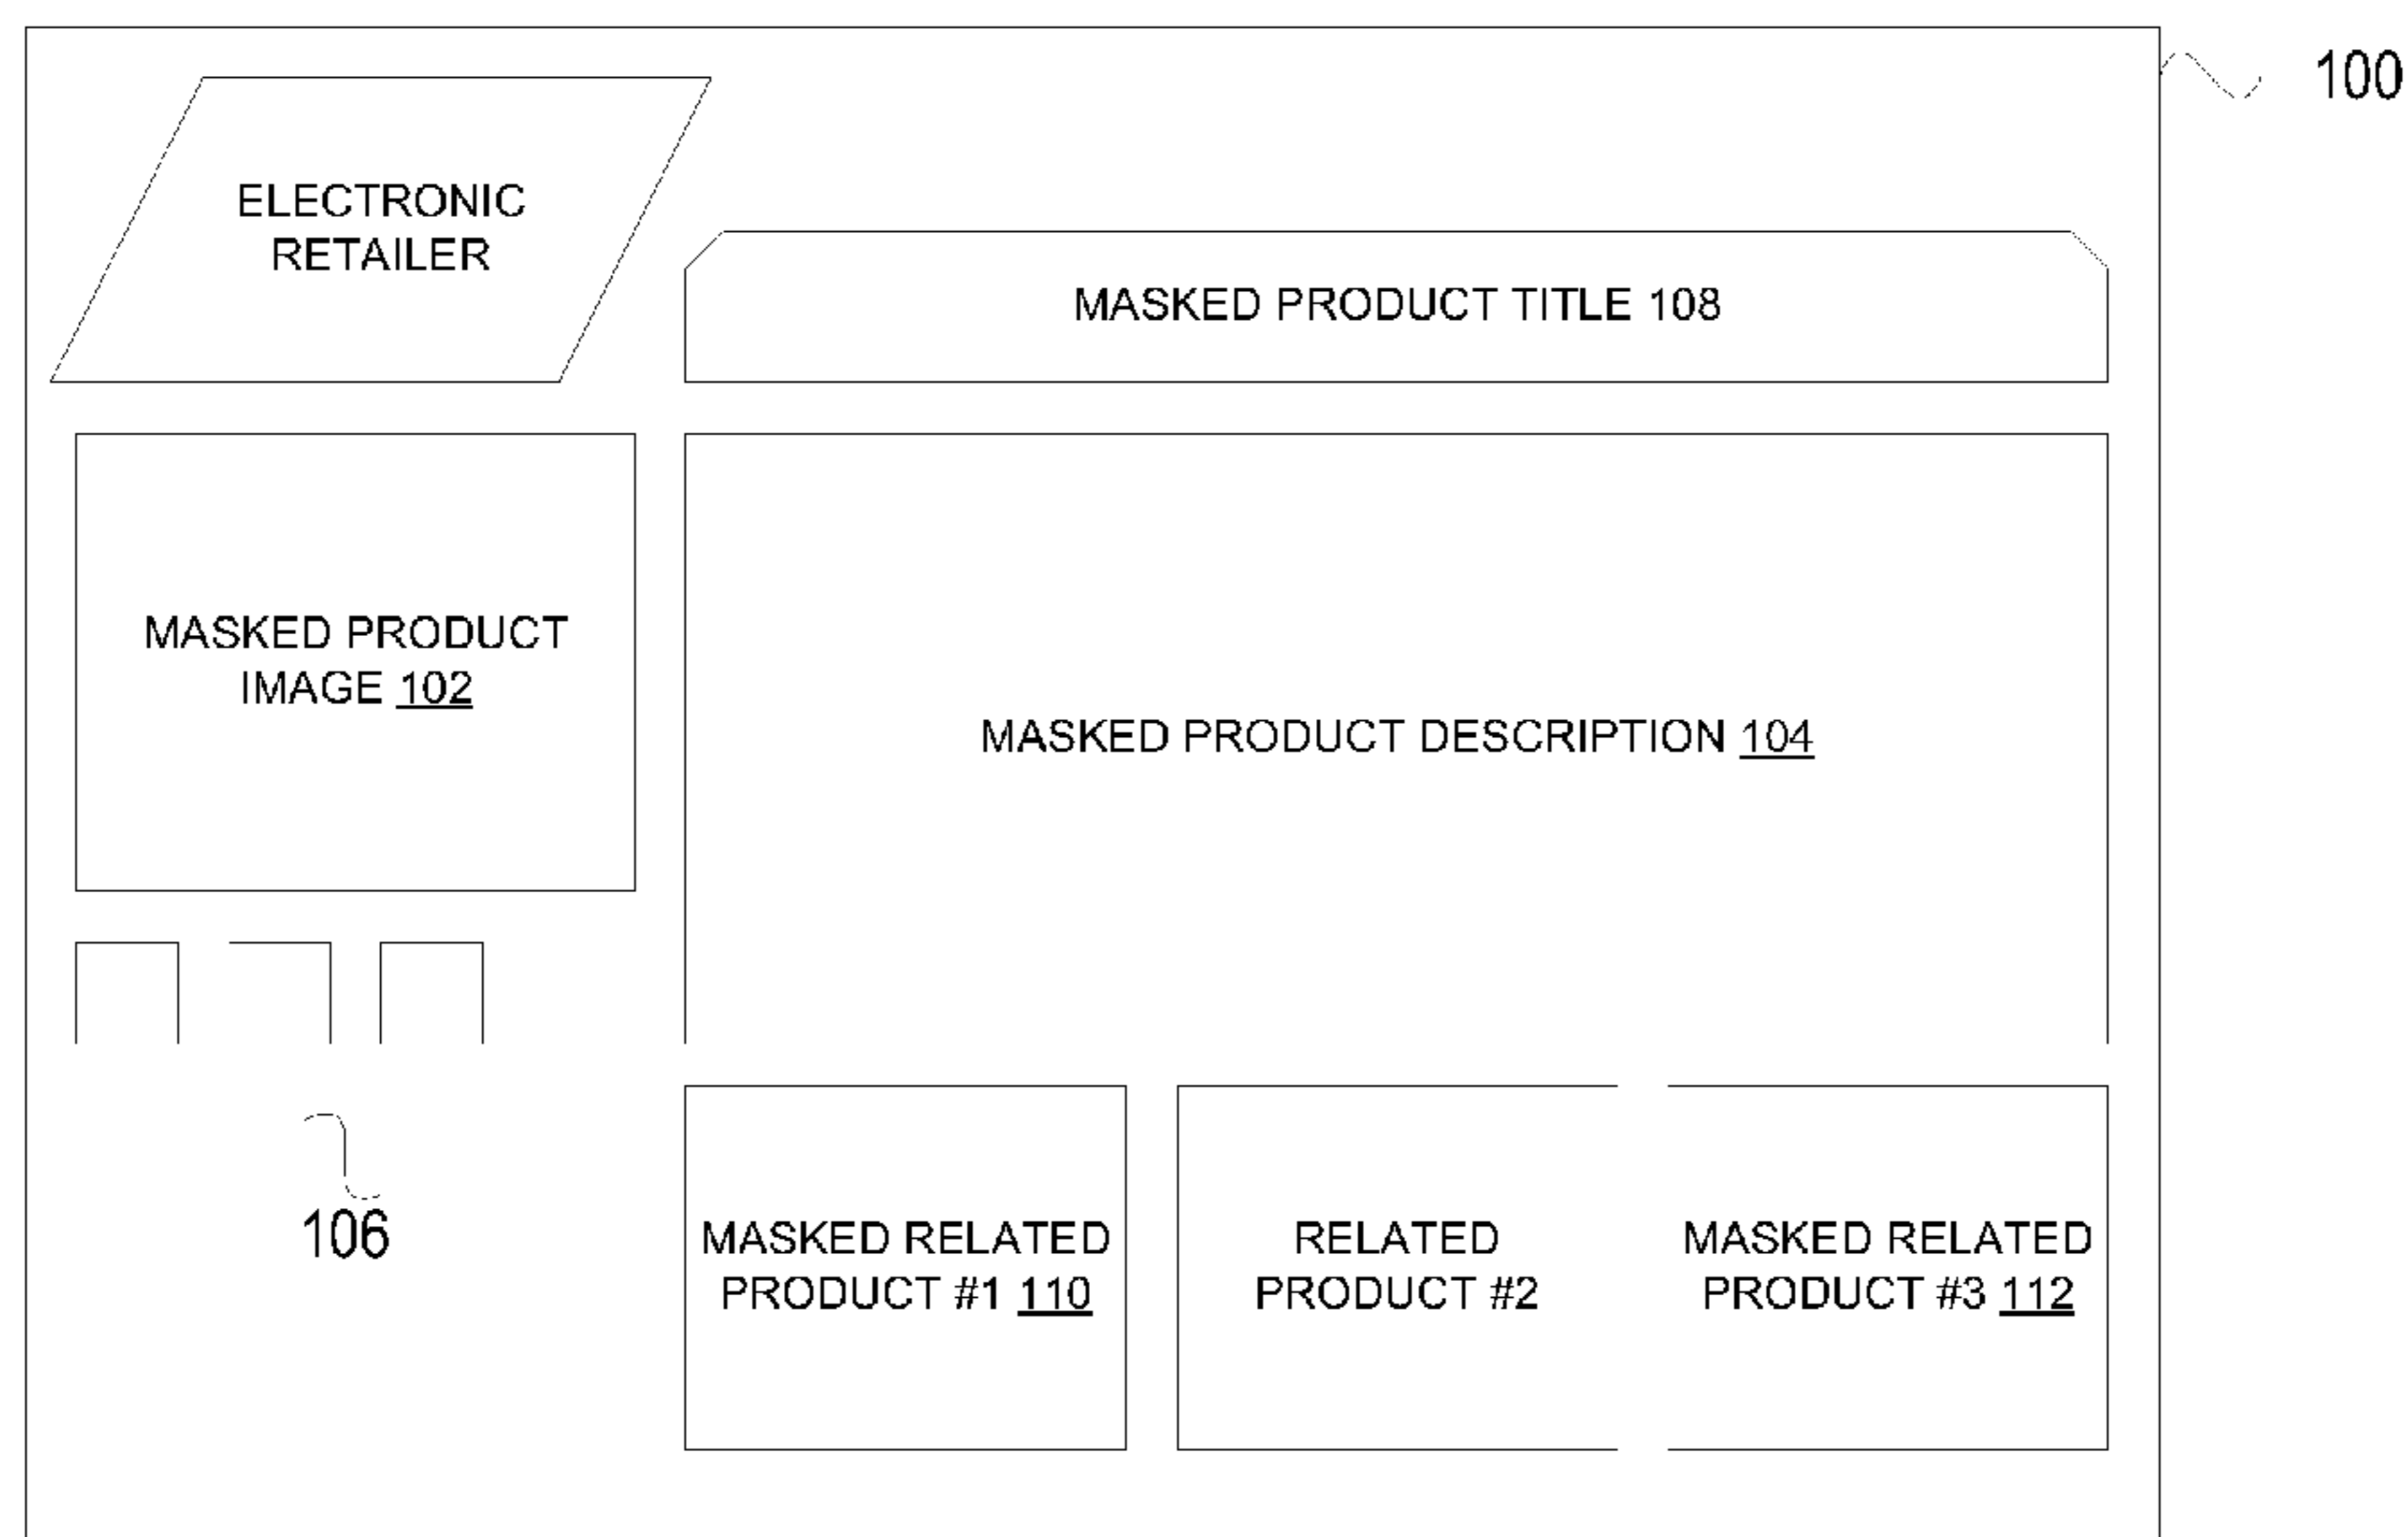 100
ELECTRONIC
RETAILER
MASKED PRODUCT TITLE 108
MASKED PRODUCT
IMAGE 102
MASKED PRODUCT DESCRIPTION 104
106
MASKED RELATED
PRODUCT #1 110
RELATED
PRODUCT #2
MASKED RELATED
PRODUCT #3 112